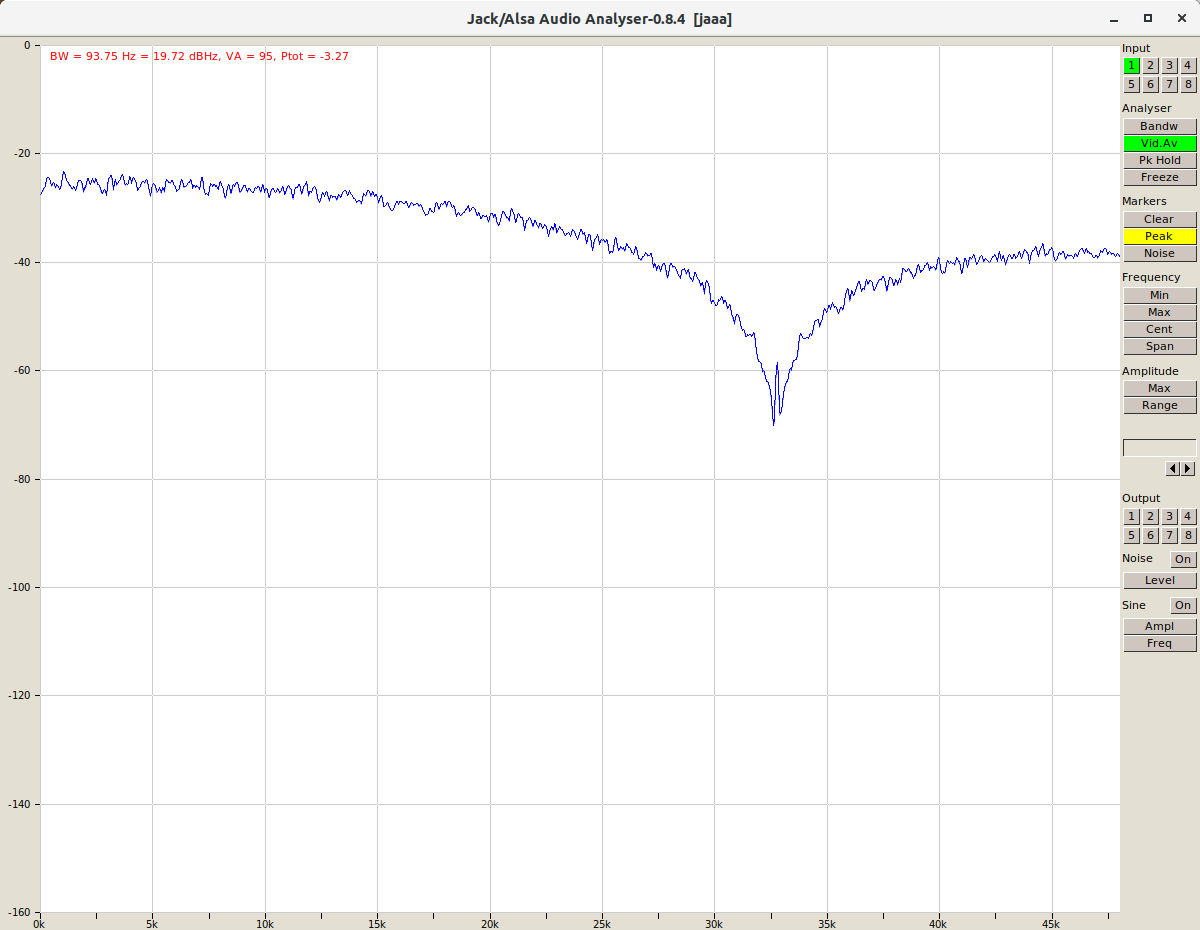 Jack/Alsa Audio Analyser-0.8.4 [jaaa]
BW = 93.75 Hz = 19.72 dBHz, VA = 95, Ptot = -3.27
0
-20
-40
-60
-80
-100
-120
-140
-160
0k 5k 10k 15k 20k 25k 30k 35k 40k 45k
Input
1 2 3 4
5 6 7 8
Analyser
Bandw
Vid.Av
Pk Hold
Freeze
Markers
Clear
Peak
Noise
Frequency
Min
Max
Cent
Span
Amplitude
Max
Range
Output
1 2 3 4
5 6 7 8
Noise On
Level
Sine On
Ampl
Freq